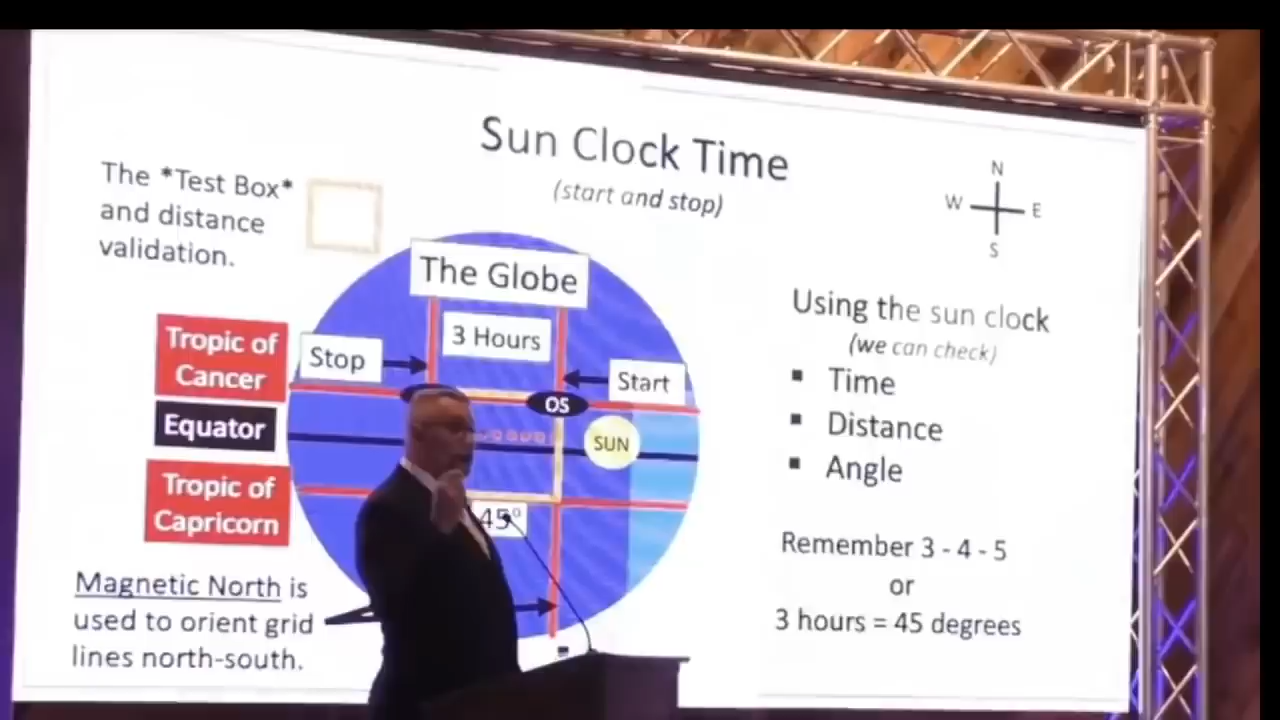 Sun Clock Time
(start and stop)
The *Test Box*
and distance
validation.
N
W
E
S
The Globe
3 Hours
Stop
Start
Tropic of
Cancer
OS
Equator
SUN
Tropic of
Capricorn
45°
Magnetic North is
used to orient grid
lines north-south.
Using the sun clock
(we can check)
▪ Time
▪ Distance
▪ Angle
Remember 3 - 4 - 5
or
3 hours = 45 degrees